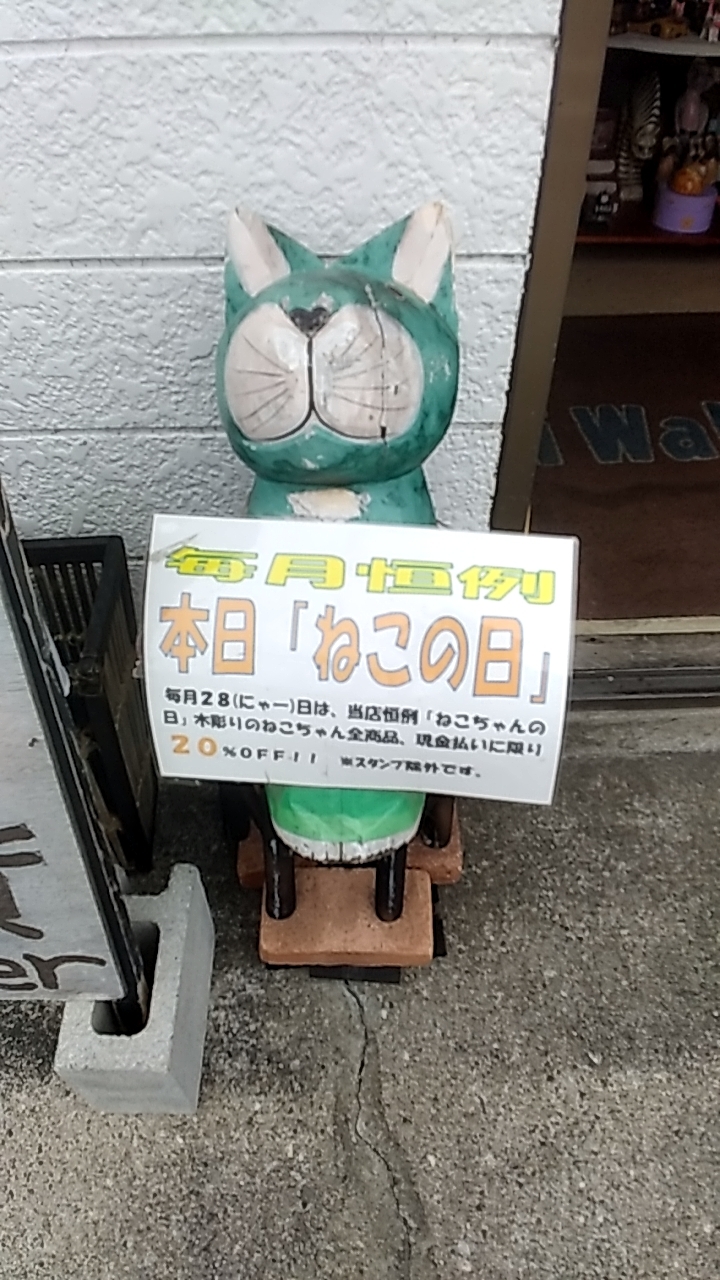 毎月恒例
本日「ねこの日」
毎月２８(にゃー)日は、当店恒例「ねこちゃんの
日」木彫りのねこちゃん全商品、現金払いに限り
２０％ＯＦＦ！！ ※スタンプ除外です。
Wa
er